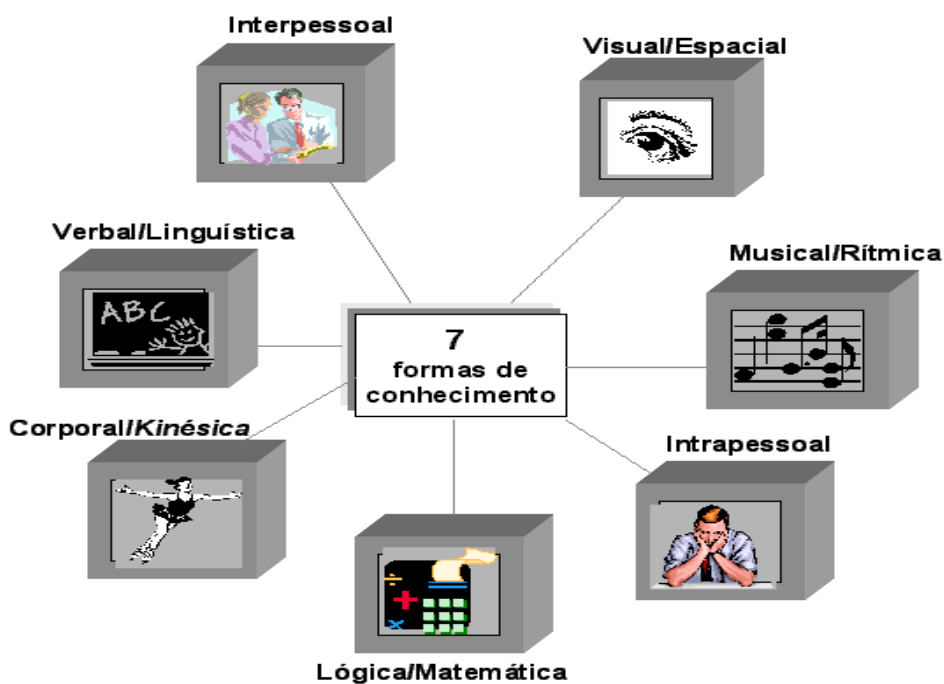 Interpessoal
Visual/Espacial
Verbal/Linguística
Musical/Rítmica
ABC
7
formas de
conhecimento
Corporal/Kinésica
Intrapessoal
Lógica/Matemática